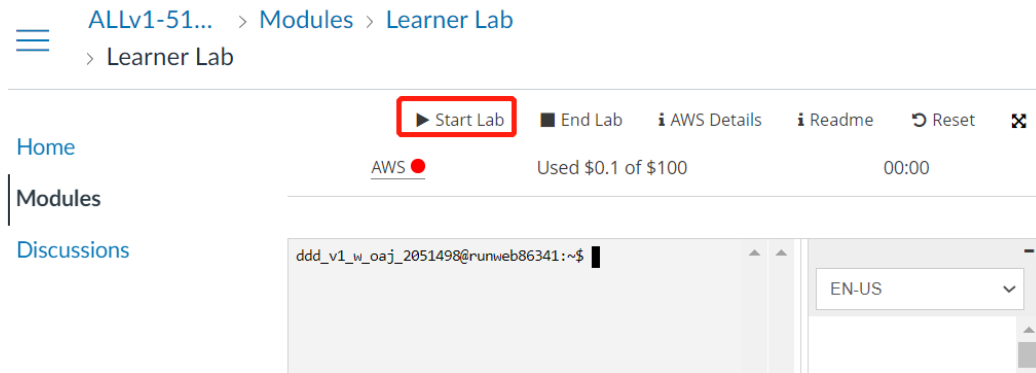 ALLv1-51... > Modules > Learner Lab
> Learner Lab
Start Lab End Lab i AWS Details i Readme Reset
Home
AWS Used $0.1 of $100 00:00
Modules
Discussions
ddd_v1_w_oaj_2051498@runweb86341:~$
EN-US